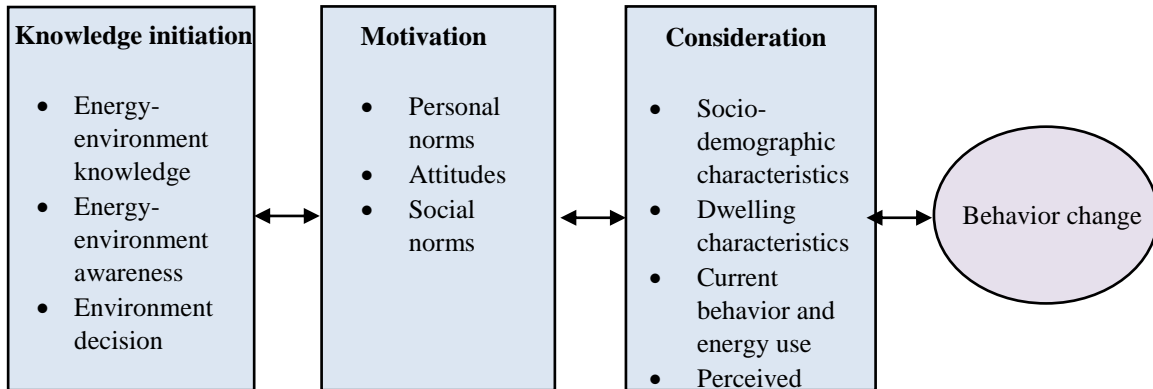 Knowledge initiation
• Energy-
environment
knowledge
• Energy-
environment
awareness
• Environment
decision
Motivation
• Personal
norms
• Attitudes
• Social
norms
Consideration
• Socio-
demographic
characteristics
• Dwelling
characteristics
• Current
behavior and
energy use
• Perceived
Behavior change